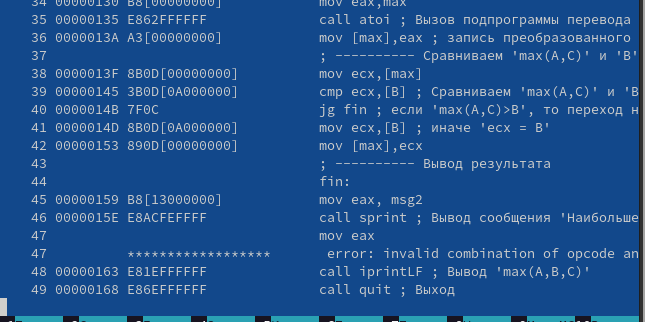 34 00000130 B8[00000000] mov eax,max
35 00000135 E862FFFFFF call atoi ; Вызов подпрограммы перевода
36 0000013A A3[00000000] mov [max],eax ; запись преобразованного
37 ; ---------- Сравниваем 'max(A,C)' и 'B'
38 0000013F 8B0D[00000000] mov ecx,[max]
39 00000145 3B0D[0A000000] cmp ecx,[B] ; Сравниваем 'max(A,C)' и 'B
40 0000014B 7F0C jg fin ; если 'max(A,C)>B', то переход н
41 0000014D 8B0D[0A000000] mov ecx,[B] ; иначе 'ecx = B'
42 00000153 890D[00000000] mov [max],ecx
43 ; ---------- Вывод результата
44 fin:
45 00000159 B8[13000000] mov eax, msg2
46 0000015E E8ACFEFFFF call sprint ; Вывод сообщения 'Наибольше
47 mov eax
47 ****************** error: invalid combination of opcode an
48 00000163 E81EFFFFFF call iprintLF ; Вывод 'max(A,B,C)'
49 00000168 E86EFFFFFF call quit ; Выход